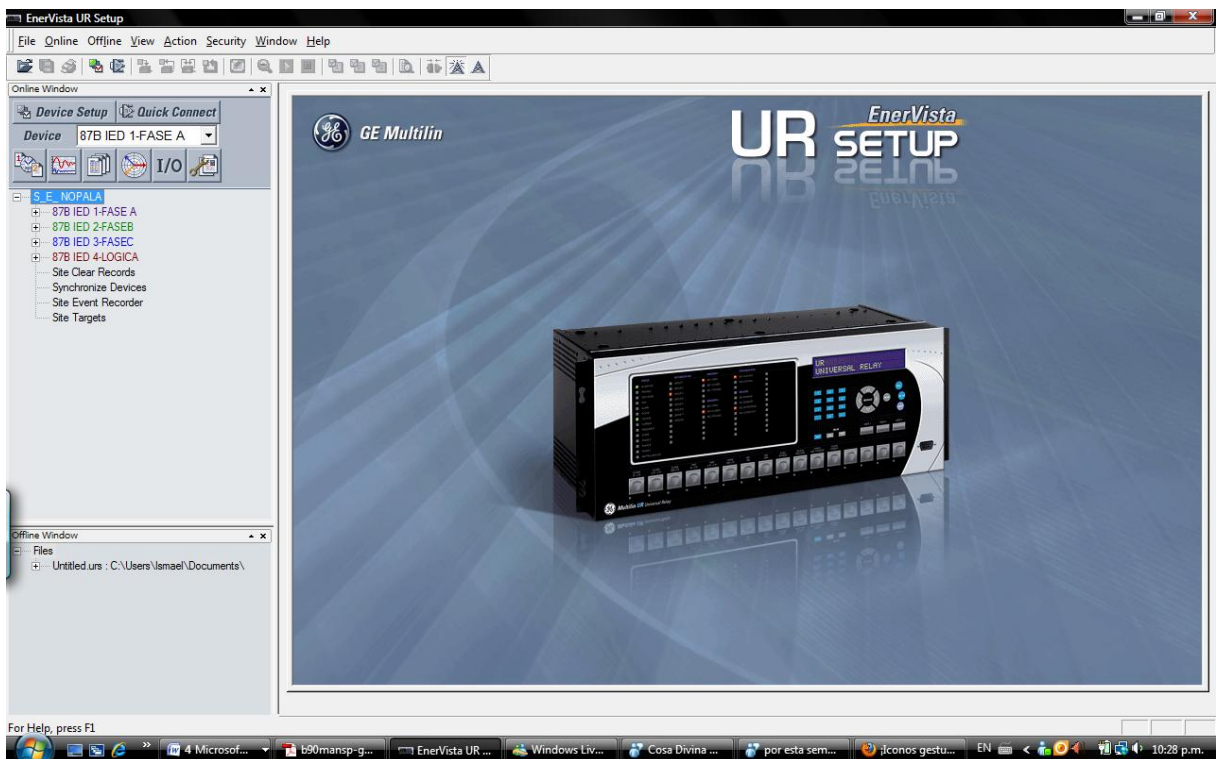 EnerVista UR Setup
File Online Offline View Action Security Window Help
Online Window
Device Setup Quick Connect
Device 87B IED 1-FASE A
I/O
S_E_NOPALA
87B IED 1-FASE A
87B IED 2-FASEB
87B IED 3-FASEC
87B IED 4-LOGICA
Site Clear Records
Synchronize Devices
Site Event Recorder
Site Targets
GE Multilin
EnerVista
UR SETUP
UR
UNIVERSAL RELAY
Multilin UR Universal Relay
Offline Window
Files
Untitled.urs : C:\Users\Ismael\Documents\
For Help, press F1
4 Microsof...
b90mansp-g...
EnerVista UR ...
Windows Liv...
Cosa Divina ...
por esta sem...
¡Iconos gestu...
EN
10:28 p.m.